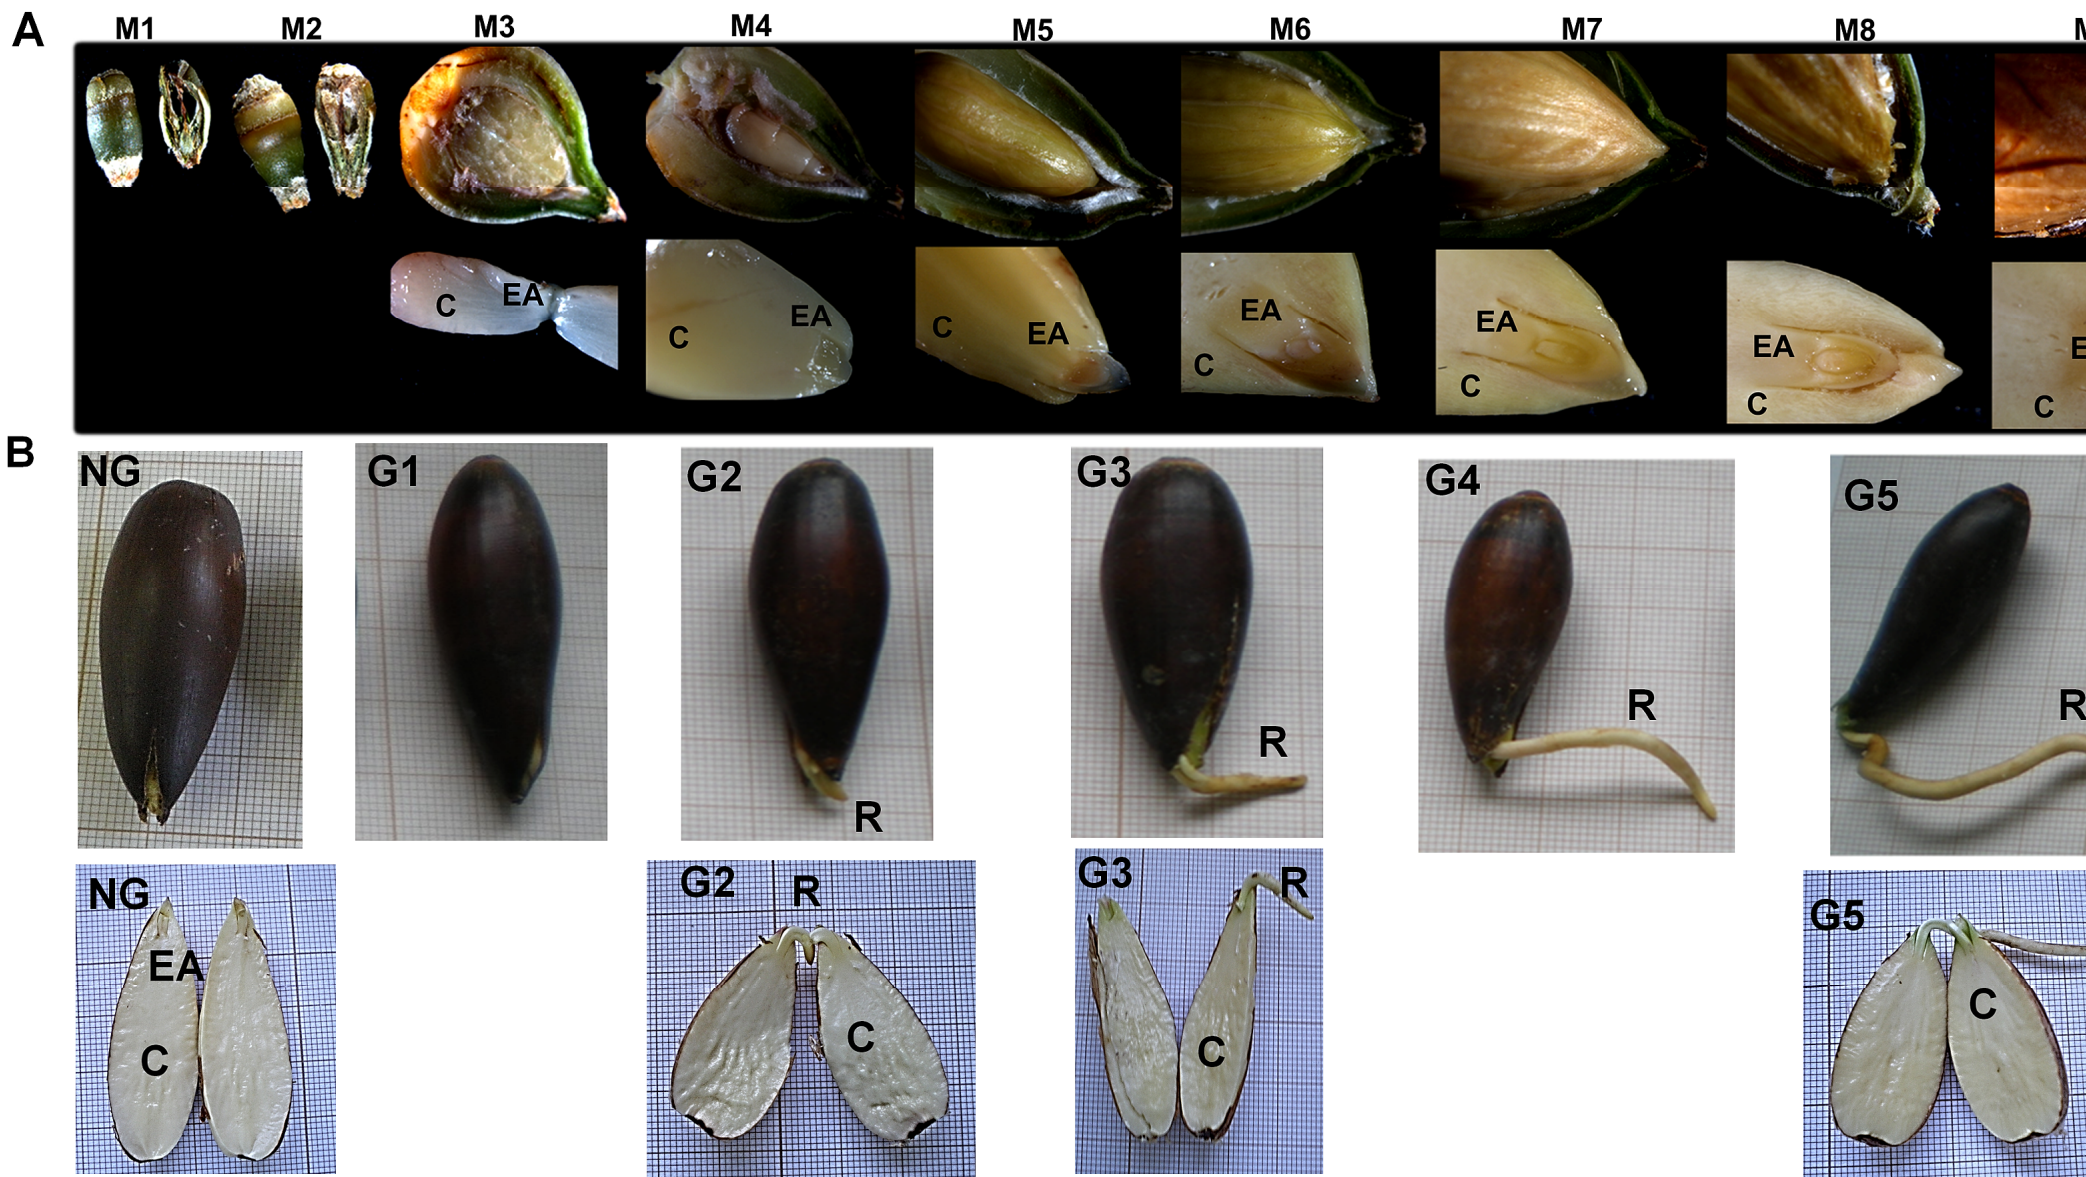 A
M1 M2 M3 M4 M5 M6 M7 M8 M
C EA
C EA
C EA
EA C
EA C
EA C
C
B
NG G1 G2 G3 G4 G5
R R R R
NG EA C
G2 R C
G3 R C
G5 C